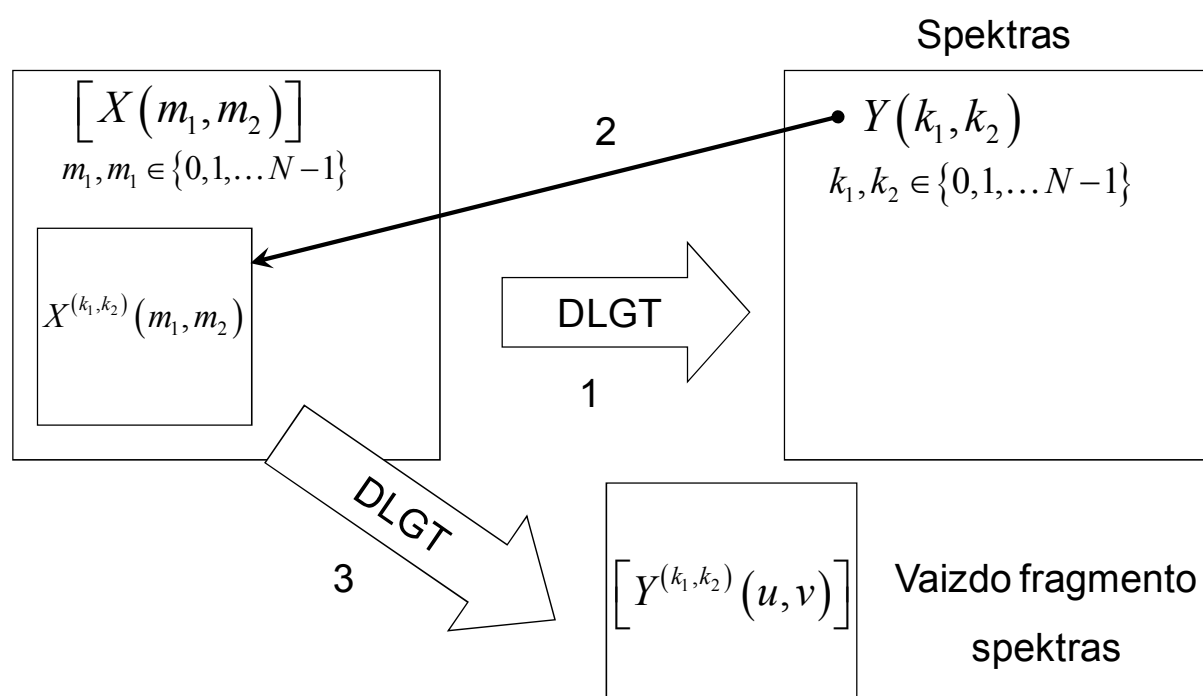 Spektras
[X(m₁,m₂)]
m₁,m₁∈{0,1,…N−1}
2
Y(k₁,k₂)
k₁,k₂∈{0,1,…N−1}
X^(k₁,k₂)(m₁,m₂)
DLGT
1
DLGT
3
[Y^(k₁,k₂)(u,v)]
Vaizdo fragmento
spektras